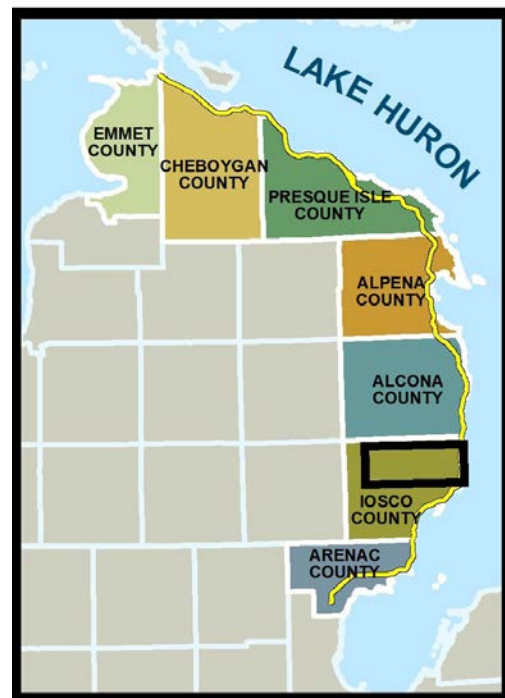 LAKE HURON
EMMET
COUNTY
CHEBOYGAN
COUNTY
PRESQUE ISLE
COUNTY
ALPENA
COUNTY
ALCONA
COUNTY
IOSCO
COUNTY
ARENAC
COUNTY